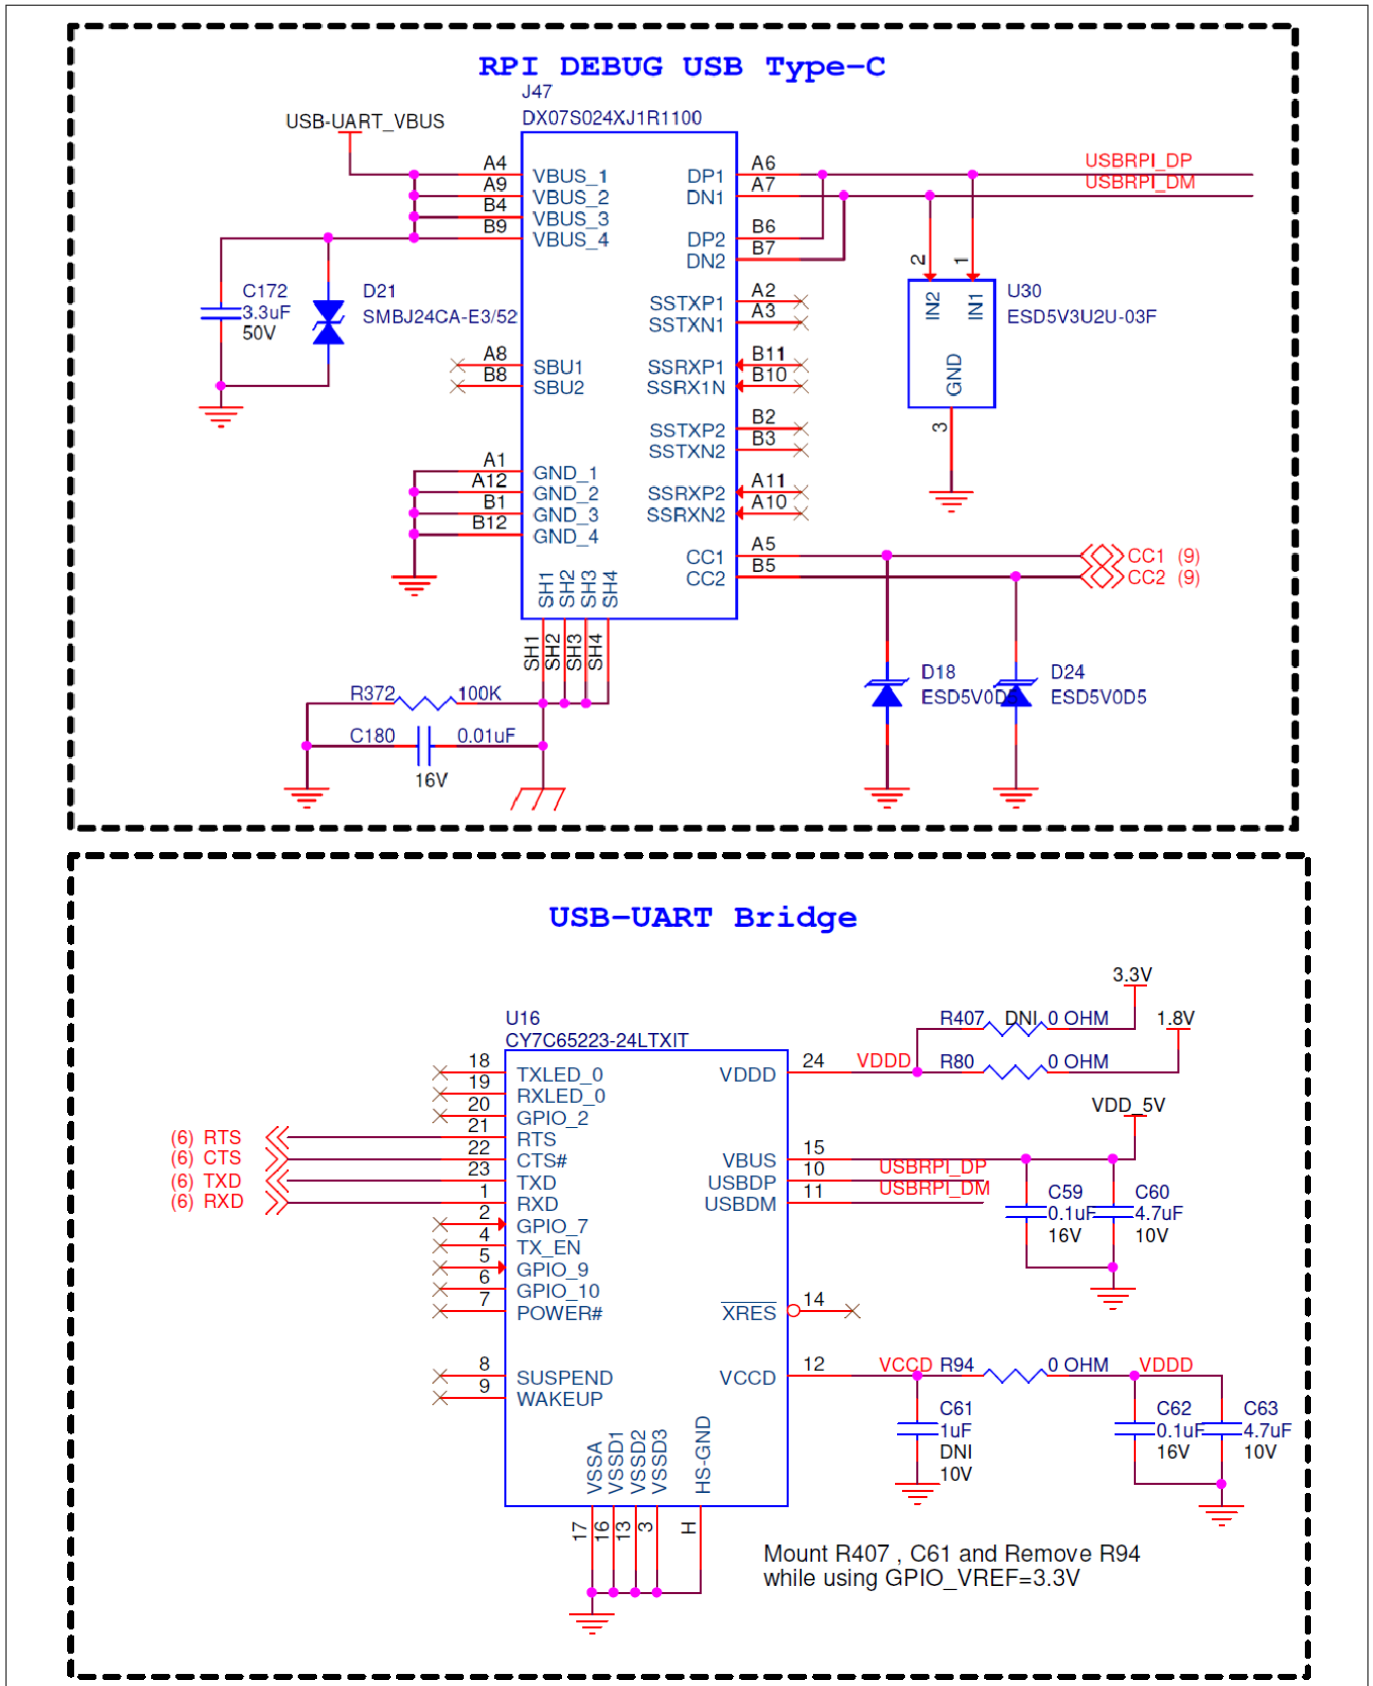 RPI DEBUG USB Type-C
J47
DX07S024XJ1R1100
USB-UART_VBUS
A4 VBUS_1
A9 VBUS_2
B4 VBUS_3
B9 VBUS_4
C172
3.3uF
50V
D21
SMBJ24CA-E3/52
A8 SBU1
B8 SBU2
A1 GND_1
A12 GND_2
B1 GND_3
B12 GND_4
DP1 A6 USBRPI_DP
DN1 A7 USBRPI_DM
DP2 B6
DN2 B7
SSTXP1 A2
SSTXN1 A3
SSRXP1 B11
SSRX1N B10
SSTXP2 B2
SSTXN2 B3
SSRXP2 A11
SSRXN2 A10
CC1 A5 CC1 (9)
CC2 B5 CC2 (9)
2 1
IN2 IN1
GND
3
U30
ESD5V3U2U-03F
SH1 SH2 SH3 SH4
SH1 SH2 SH3 SH4
R372 100K
C180 0.01uF
16V
D18
ESD5V0D5
D24
ESD5V0D5
USB-UART Bridge
U16
CY7C65223-24LTXIT
18 TXLED_0
19 RXLED_0
20 GPIO_2
(6) RTS 21 RTS
(6) CTS 22 CTS#
(6) TXD 23 TXD
(6) RXD 1 RXD
2 GPIO_7
4 TX_EN
5 GPIO_9
6 GPIO_10
7 POWER#
8 SUSPEND
9 WAKEUP
VSSA VSSD1 VSSD2 VSSD3 HS-GND
17 16 13 3 H
3.3V
R407 DNI 0 OHM
1.8V
VDDD 24 VDDD R80 0 OHM
VDD_5V
VBUS 15
USBDP 10 USBRPI_DP
USBDM 11 USBRPI_DM
C59
0.1uF
16V
C60
4.7uF
10V
XRES 14
VCCD 12 VCCD R94 0 OHM VDDD
C61
1uF
DNI
10V
C62
0.1uF
16V
C63
4.7uF
10V
Mount R407 , C61 and Remove R94
while using GPIO_VREF=3.3V